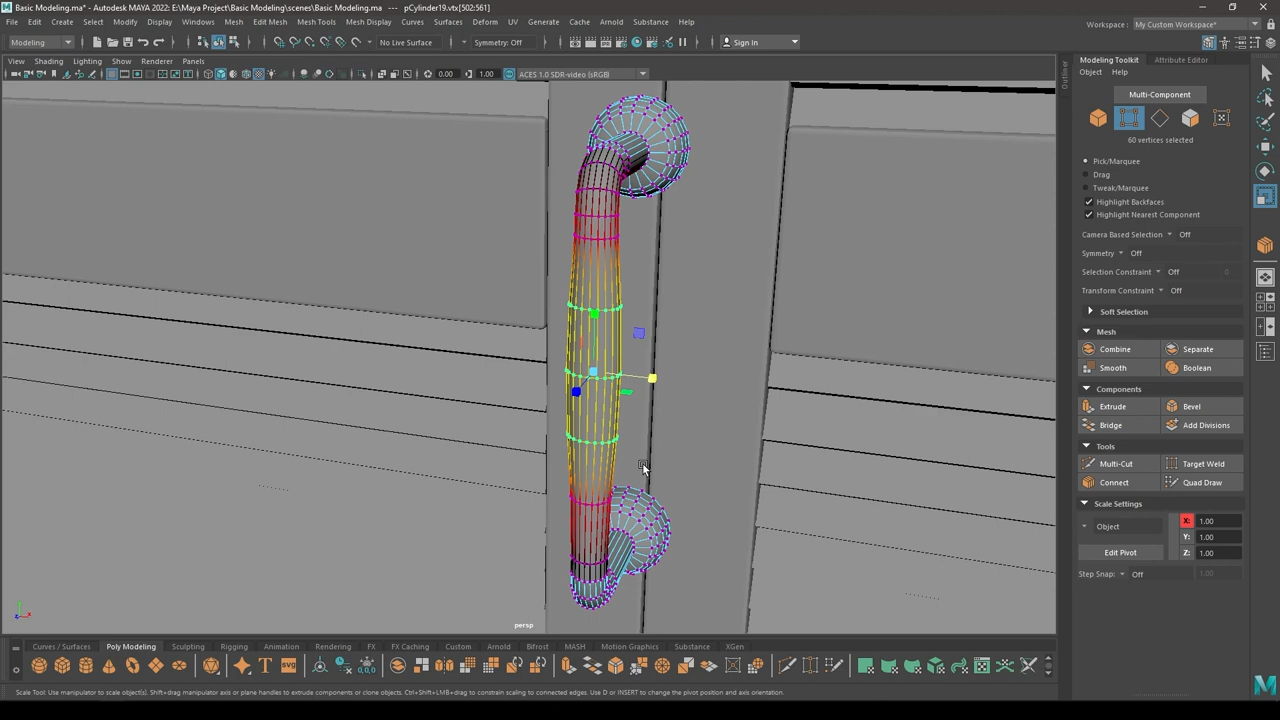 Basic Modeling.ma* - Autodesk MAYA 2022: E:\Maya Project\Basic Modeling\scenes\Basic Modeling.ma --- pCylinder19.vtx[502:561]
File Edit Create Select Modify Display Windows Mesh Edit Mesh Mesh Tools Mesh Display Curves Surfaces Deform UV Generate Cache Arnold Substance Help
Workspace : My Custom Workspace*
Modeling No Live Surface Symmetry: Off Sign In
View Shading Lighting Show Renderer Panels
0.00 1.00 ACES 1.0 SDR-video (sRGB)
Outliner
Modeling Toolkit Attribute Editor
Object Help
Multi-Component
60 vertices selected
Pick/Marquee
Drag
Tweak/Marquee
Highlight Backfaces
Highlight Nearest Component
Camera Based Selection Off
Symmetry Off
Selection Constraint Off 0
Transform Constraint Off
Soft Selection
Mesh
Combine Separate
Smooth Boolean
Components
Extrude Bevel
Bridge Add Divisions
Tools
Multi-Cut Target Weld
Connect Quad Draw
Scale Settings
Object X: 1.00
Y: 1.00
Edit Pivot Z: 1.00
Step Snap: Off 1.00
persp
Curves / Surfaces Poly Modeling Sculpting Rigging Animation Rendering FX FX Caching Custom Arnold Bifrost MASH Motion Graphics Substance XGen
T SVG 0,0,0
Scale Tool: Use manipulator to scale object(s). Shift+drag manipulator axis or plane handles to extrude components or clone objects. Ctrl+Shift+LMB+drag to constrain scaling to connected edges. Use D or INSERT to change the pivot position and axis orientation.